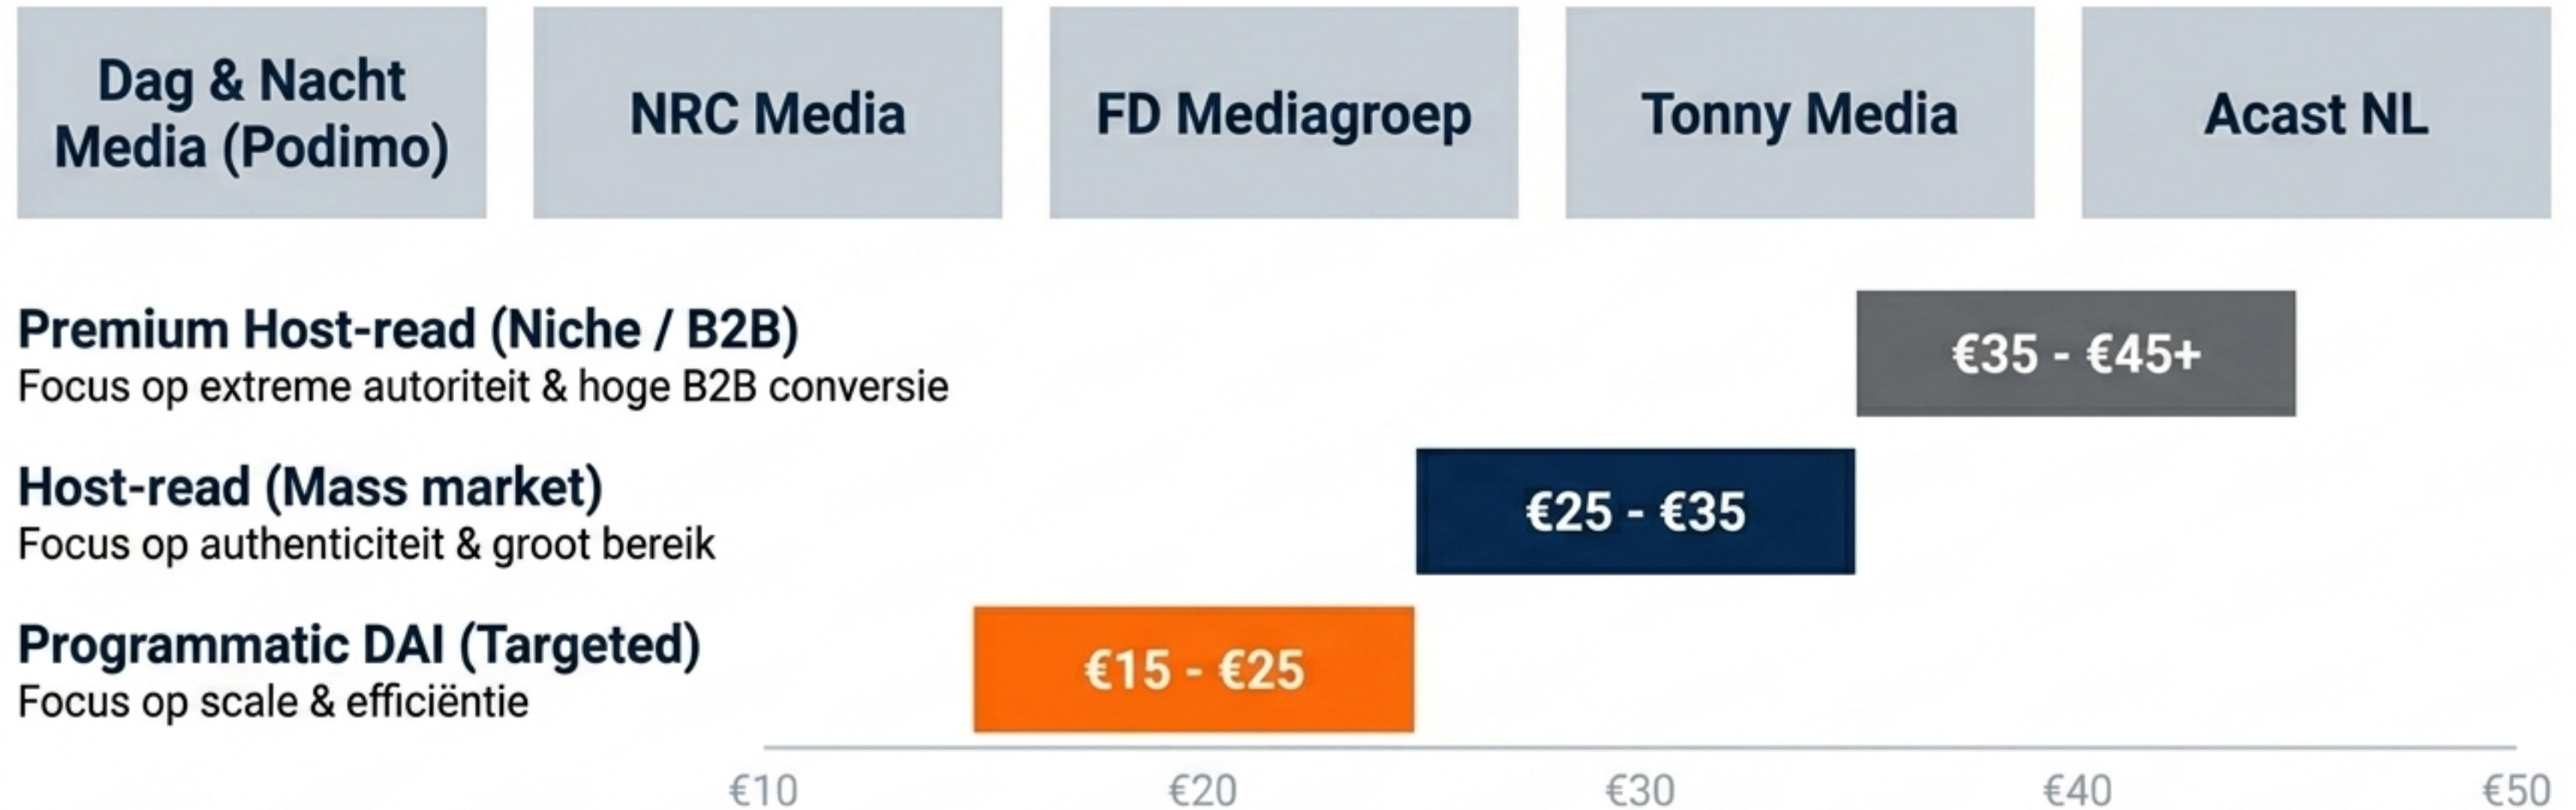 Dag & Nacht
Media (Podimo)
NRC Media
FD Mediagroep
Tonny Media
Acast NL
Premium Host-read (Niche / B2B)
Focus op extreme autoriteit & hoge B2B conversie
€35 - €45+
Host-read (Mass market)
Focus op authenticiteit & groot bereik
€25 - €35
Programmatic DAI (Targeted)
Focus op scale & efficiëntie
€15 - €25
€10
€20
€30
€40
€50